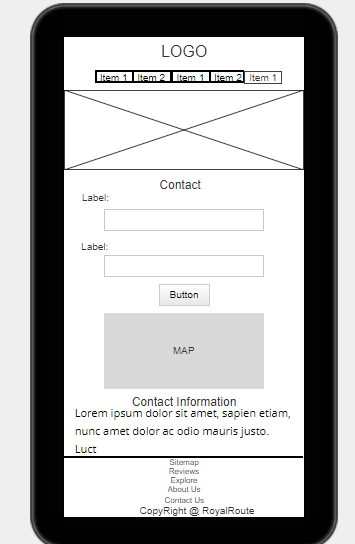 LOGO
Item 1 Item 2 Item 1 Item 2 Item 1
Contact
Label:
Label:
Button
MAP
Contact Information
Lorem ipsum dolor sit amet, sapien etiam,
nunc amet dolor ac odio mauris justo.
Luct
Sitemap
Reviews
Explore
About Us
Contact Us
CopyRight @ RoyalRoute